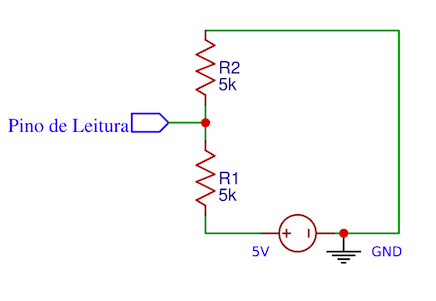 R2
5k
Pino de Leitura
R1
5k
5V
+
GND